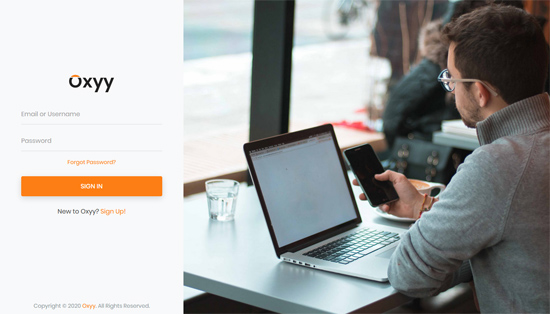 Oxyy
Email or Username
Password
Forgot Password?
SIGN IN
New to Oxyy? Sign Up!
Copyright © 2020 Oxyy. All Rights Reserved.